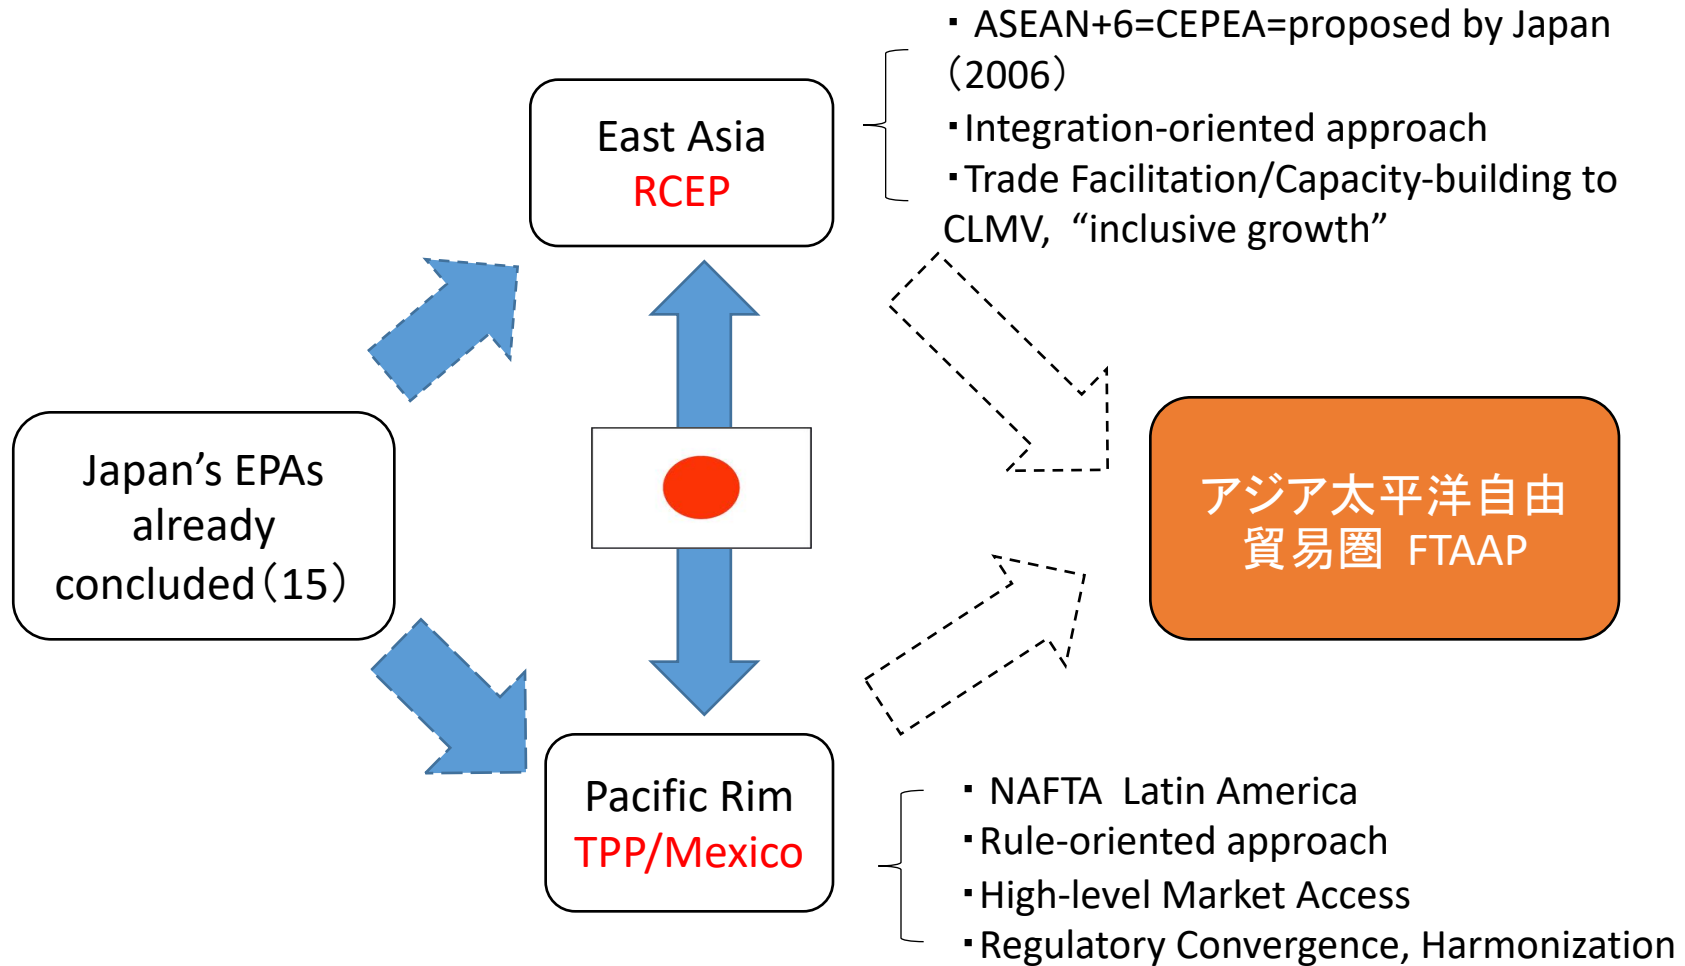 ・ ASEAN+6=CEPEA=proposed by Japan
（2006）
・Integration-oriented approach
・Trade Facilitation/Capacity-building to
CLMV, “inclusive growth”
East Asia
RCEP
Japan’s EPAs
already
concluded（15）
アジア太平洋自由
貿易圏 FTAAP
Pacific Rim
TPP/Mexico
・ NAFTA Latin America
・Rule-oriented approach
・High-level Market Access
・Regulatory Convergence, Harmonization